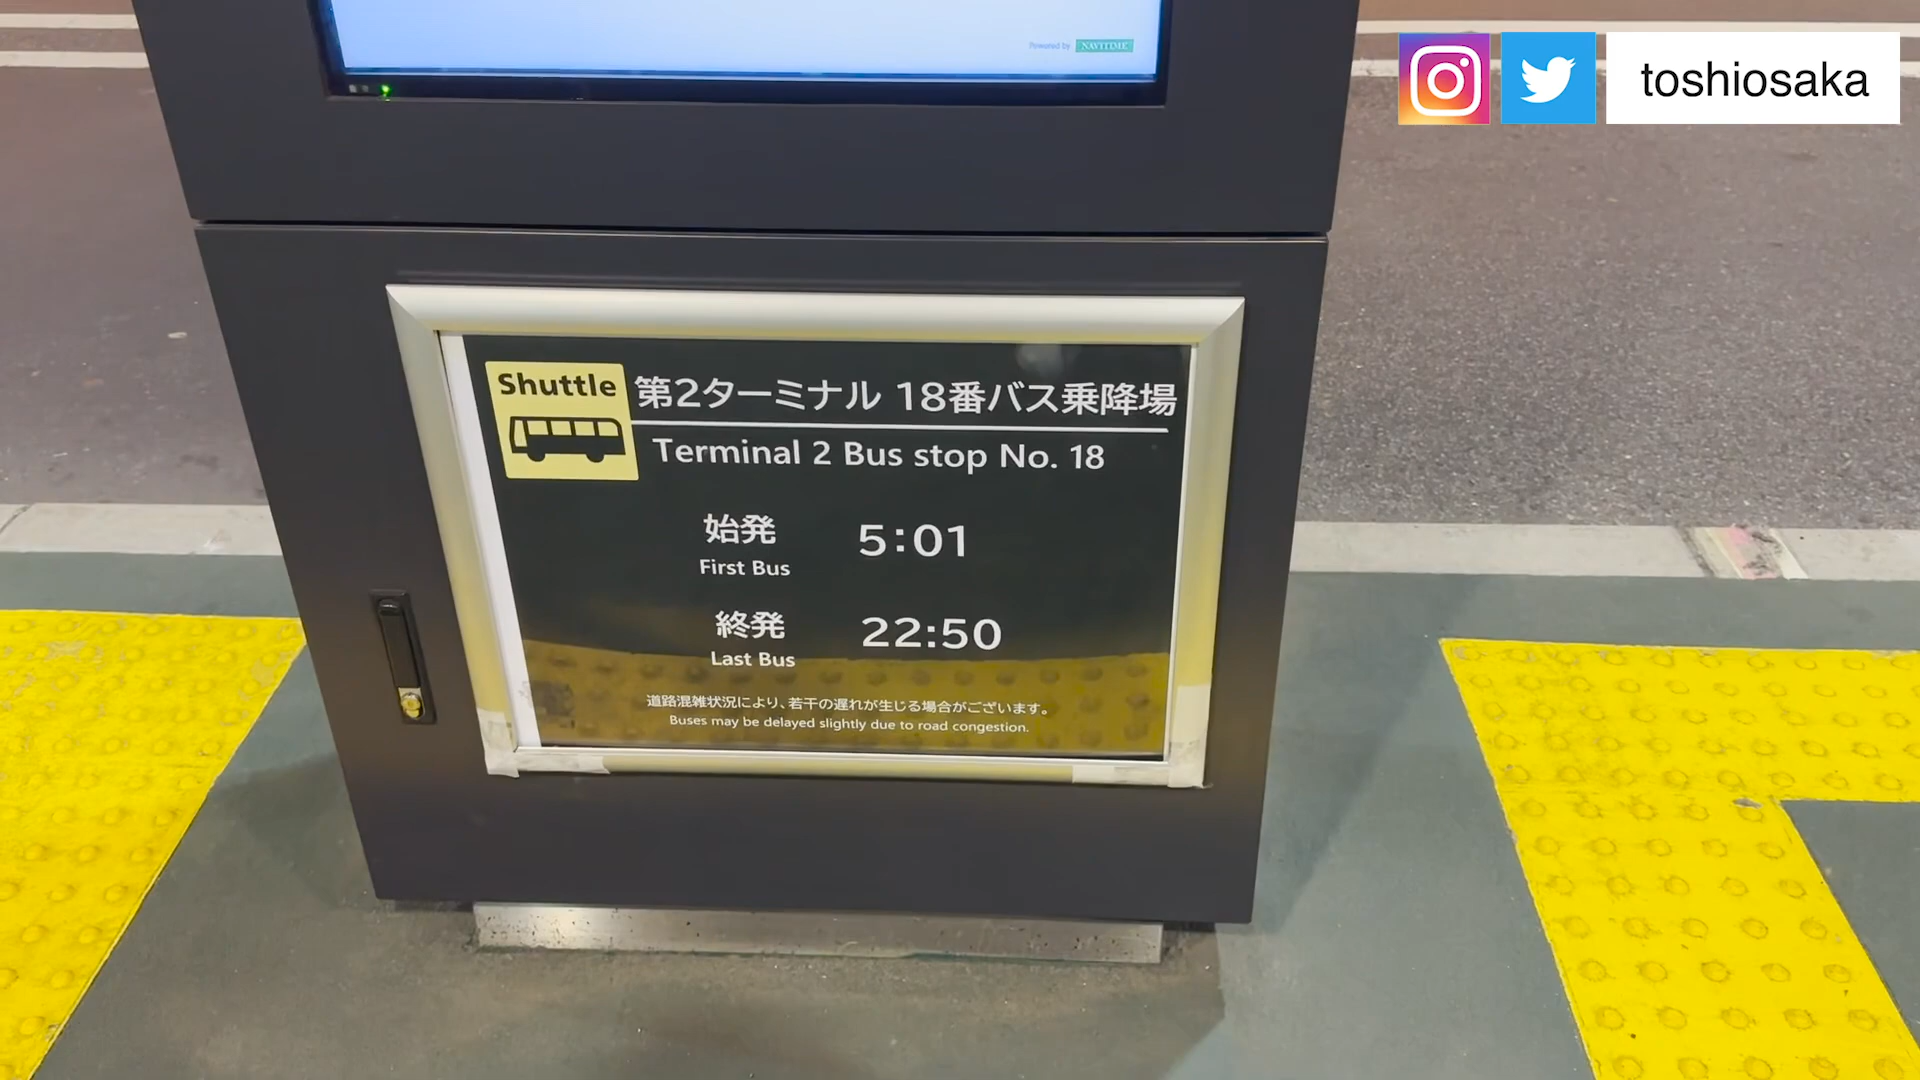 Powered by NAVITIME
toshiosaka
Shuttle
第2ターミナル 18番バス乗降場
Terminal 2 Bus stop No. 18
始発 5:01
First Bus
終発 22:50
Last Bus
道路混雑状況により、若干の遅れが生じる場合がございます。
Buses may be delayed slightly due to road congestion.